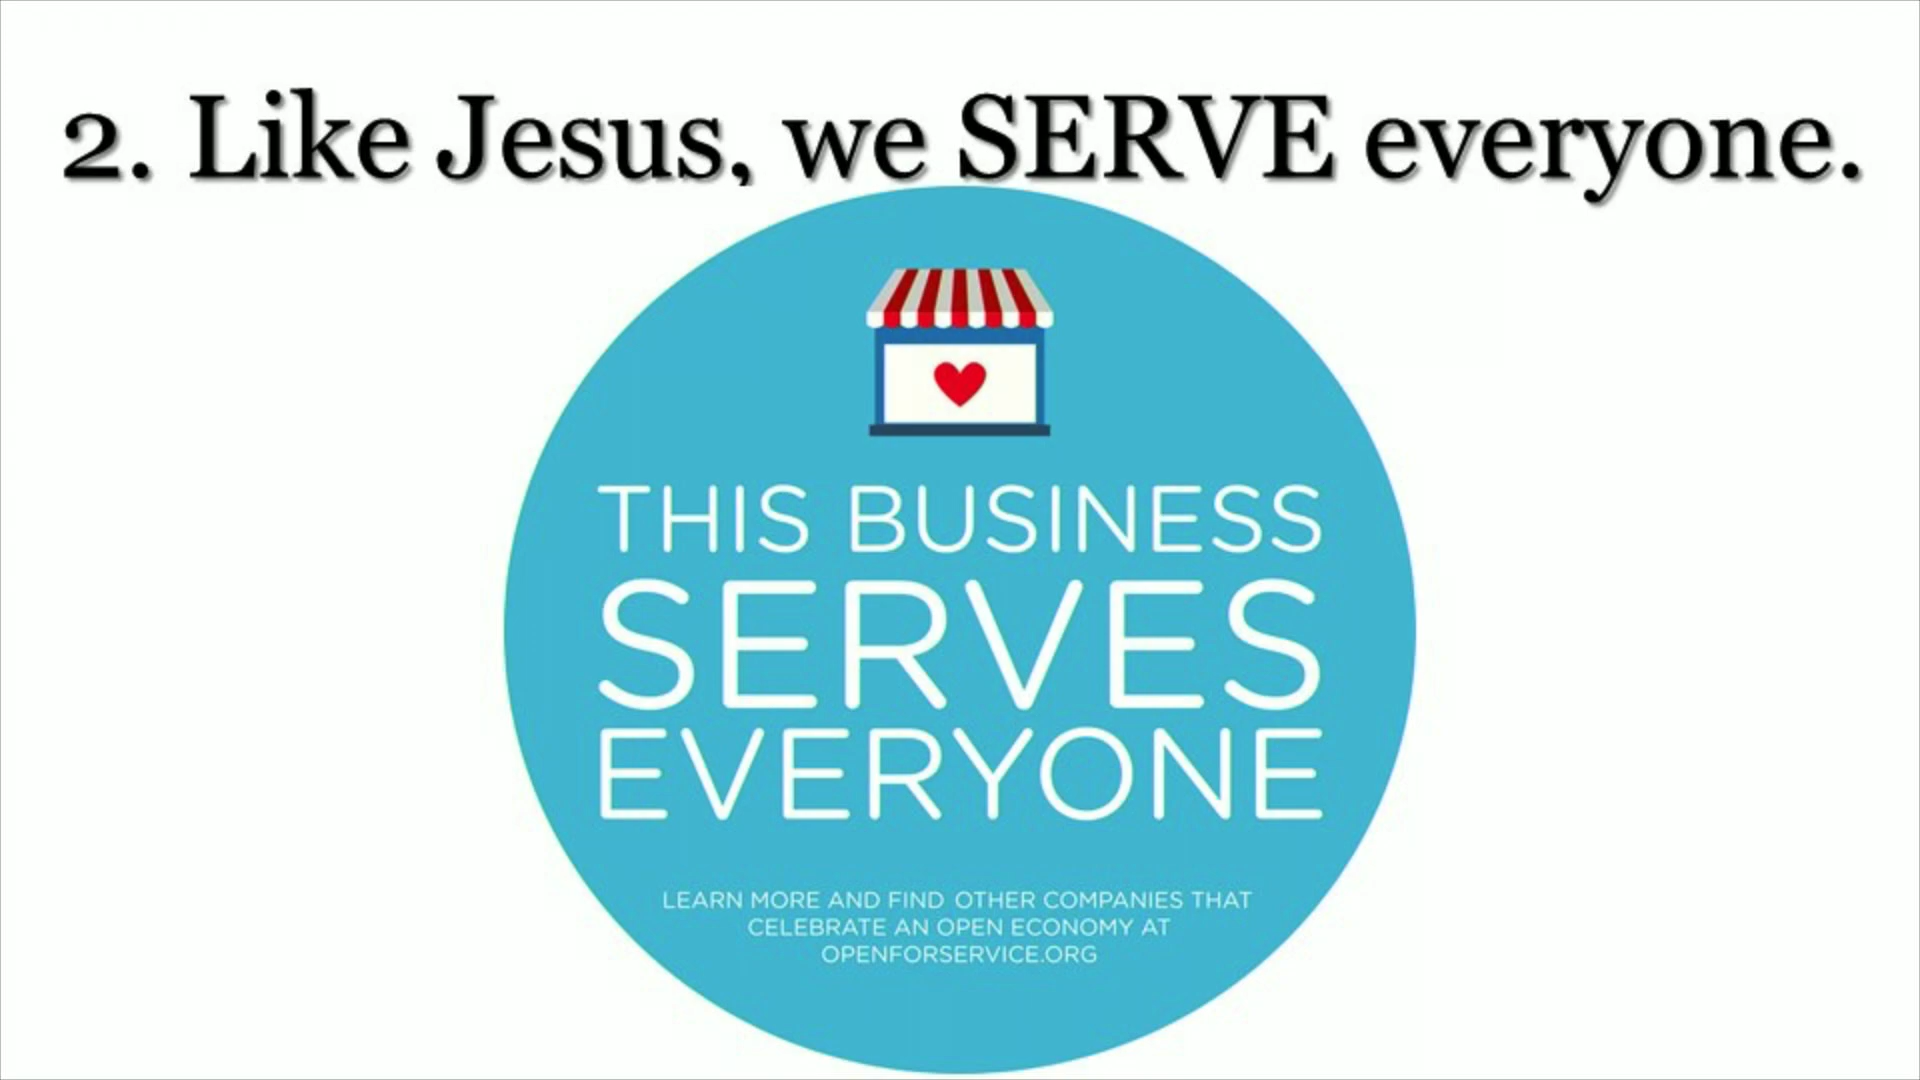 2. Like Jesus, we SERVE everyone.
THIS BUSINESS
SERVES
EVERYONE
LEARN MORE AND FIND OTHER COMPANIES THAT
CELEBRATE AN OPEN ECONOMY AT
OPENFORSERVICE.ORG